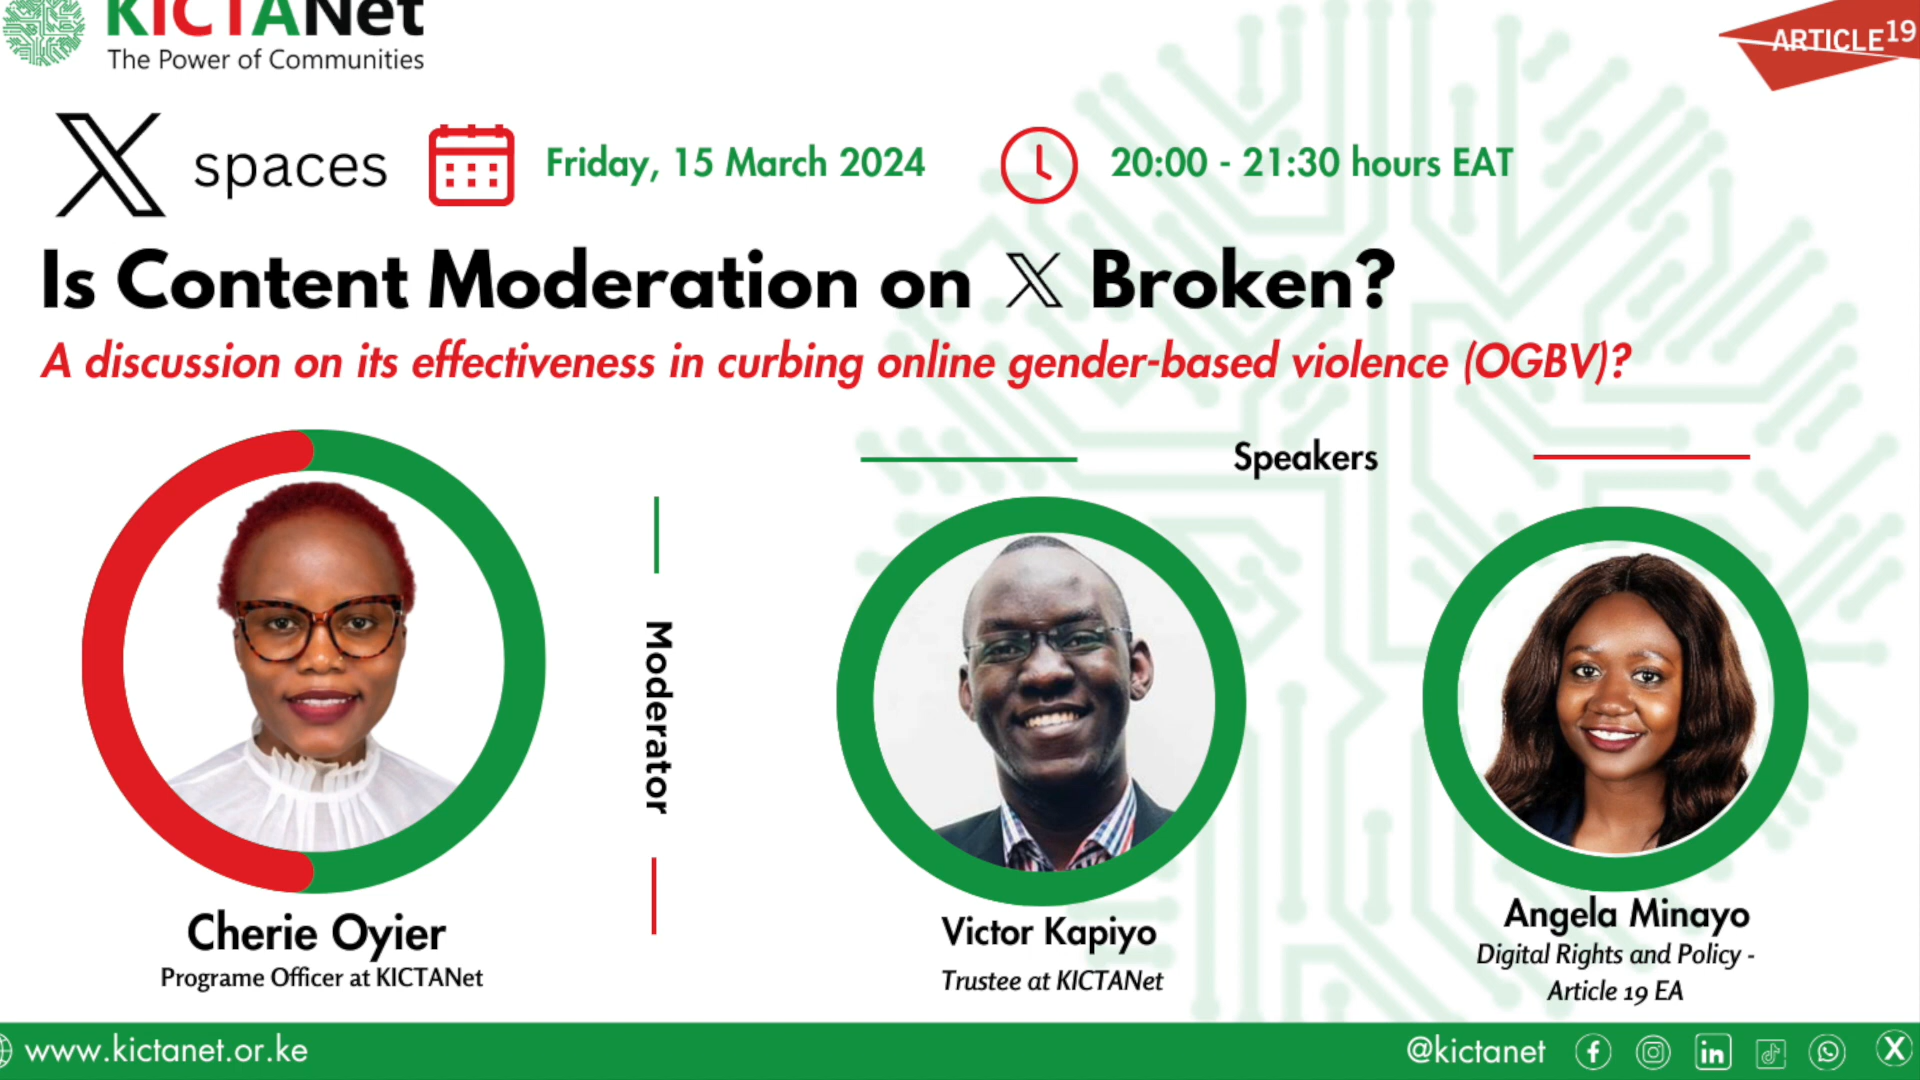 KICTANet
The Power of Communities
ARTICLE 19
spaces
Friday, 15 March 2024
20:00 - 21:30 hours EAT
Is Content Moderation on X Broken?
A discussion on its effectiveness in curbing online gender-based violence (OGBV)?
Speakers
Moderator
Cherie Oyier
Programe Officer at KICTANet
Victor Kapiyo
Trustee at KICTANet
Angela Minayo
Digital Rights and Policy -
Article 19 EA
www.kictanet.or.ke
@kictanet